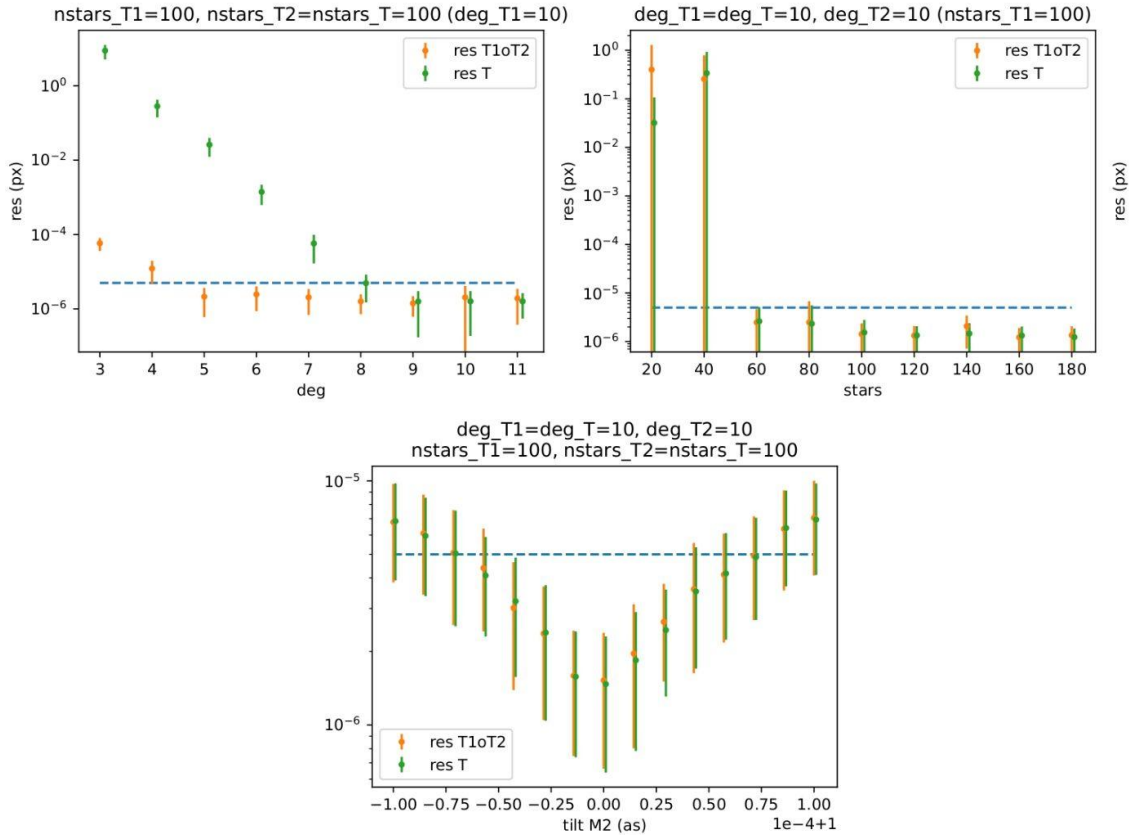 nstars_T1=100, nstars_T2=nstars_T=100 (deg_T1=10)
res T1oT2
res T
res (px)
10⁰
10⁻²
10⁻⁴
10⁻⁶
3 4 5 6 7 8 9 10 11
deg
deg_T1=deg_T=10, deg_T2=10 (nstars_T1=100)
res T1oT2
res T
res (px)
10⁰
10⁻¹
10⁻²
10⁻³
10⁻⁴
10⁻⁵
10⁻⁶
20 40 60 80 100 120 140 160 180
stars
res (px)
deg_T1=deg_T=10, deg_T2=10
nstars_T1=100, nstars_T2=nstars_T=100
10⁻⁵
10⁻⁶
res T1oT2
res T
−1.00 −0.75 −0.50 −0.25 0.00 0.25 0.50 0.75 1.00
tilt M2 (as)
1e−4+1